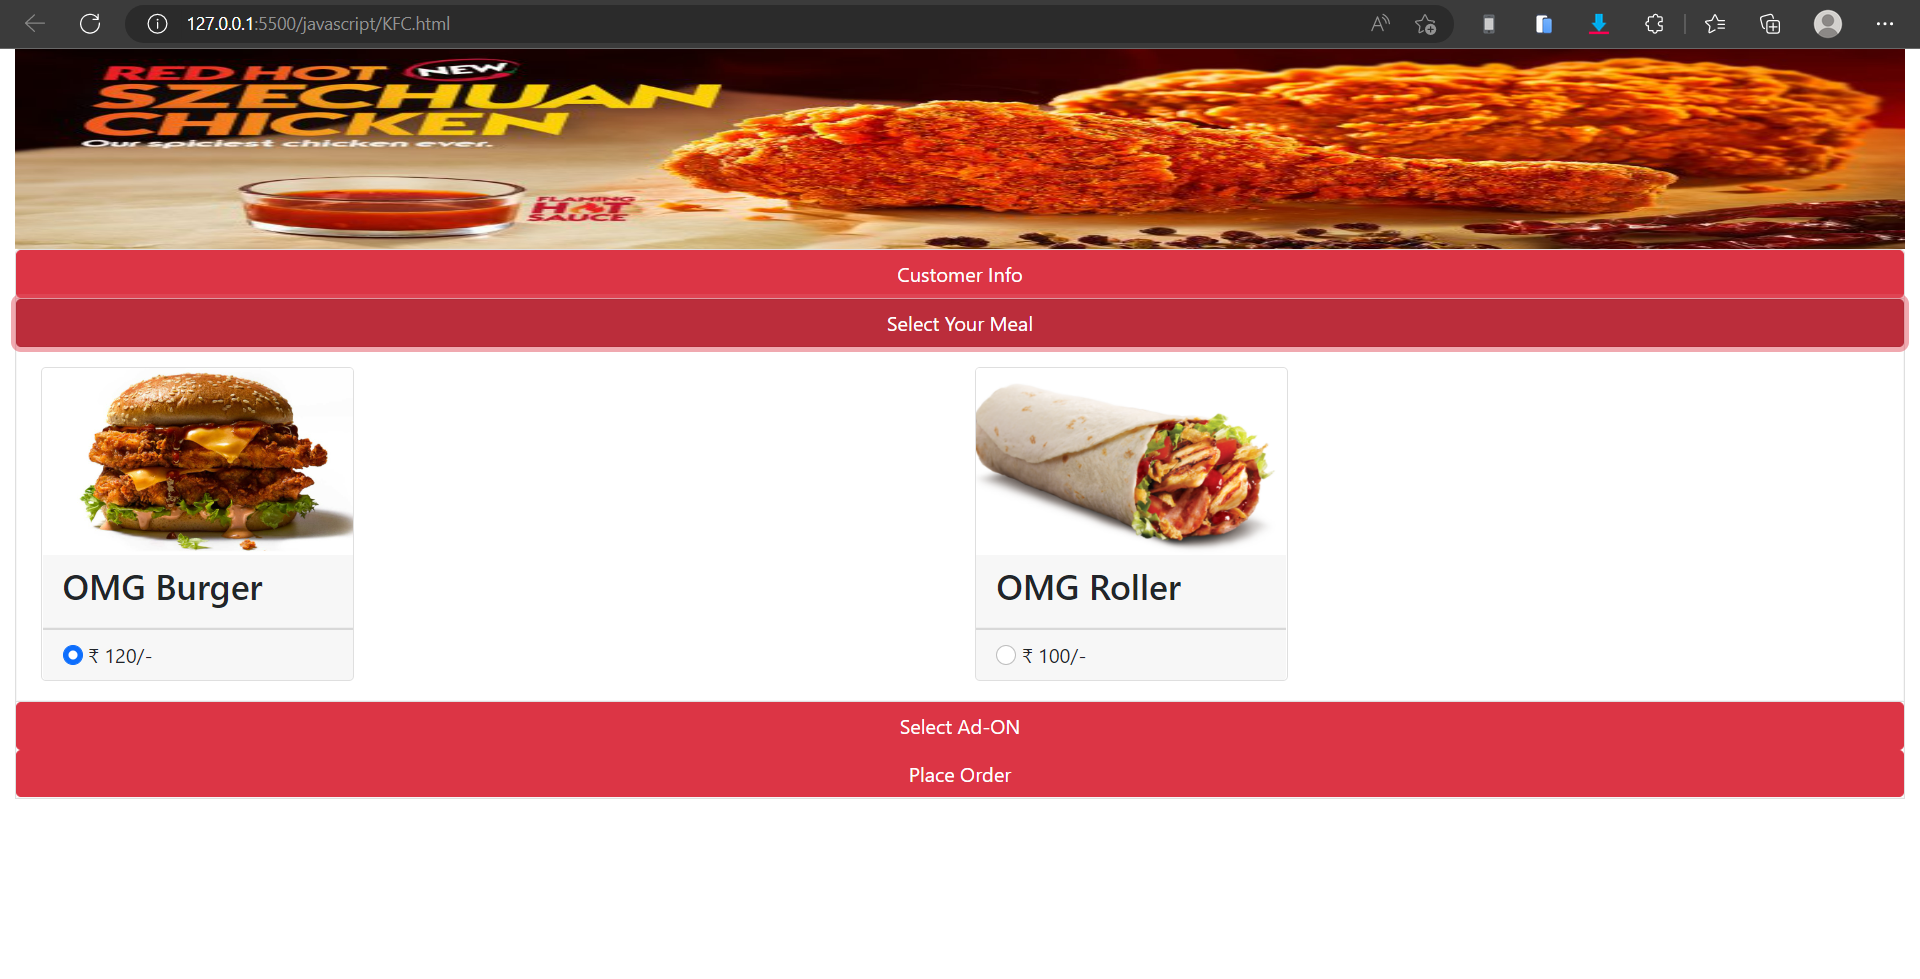 127.0.0.1:5500/javascript/KFC.html
RED HOT NEW
SZECHUAN
CHICKEN
Our spiciest chicken ever.
FLAMING
HOT
SAUCE
Customer Info
Select Your Meal
OMG Burger
₹ 120/-
OMG Roller
₹ 100/-
Select Ad-ON
Place Order